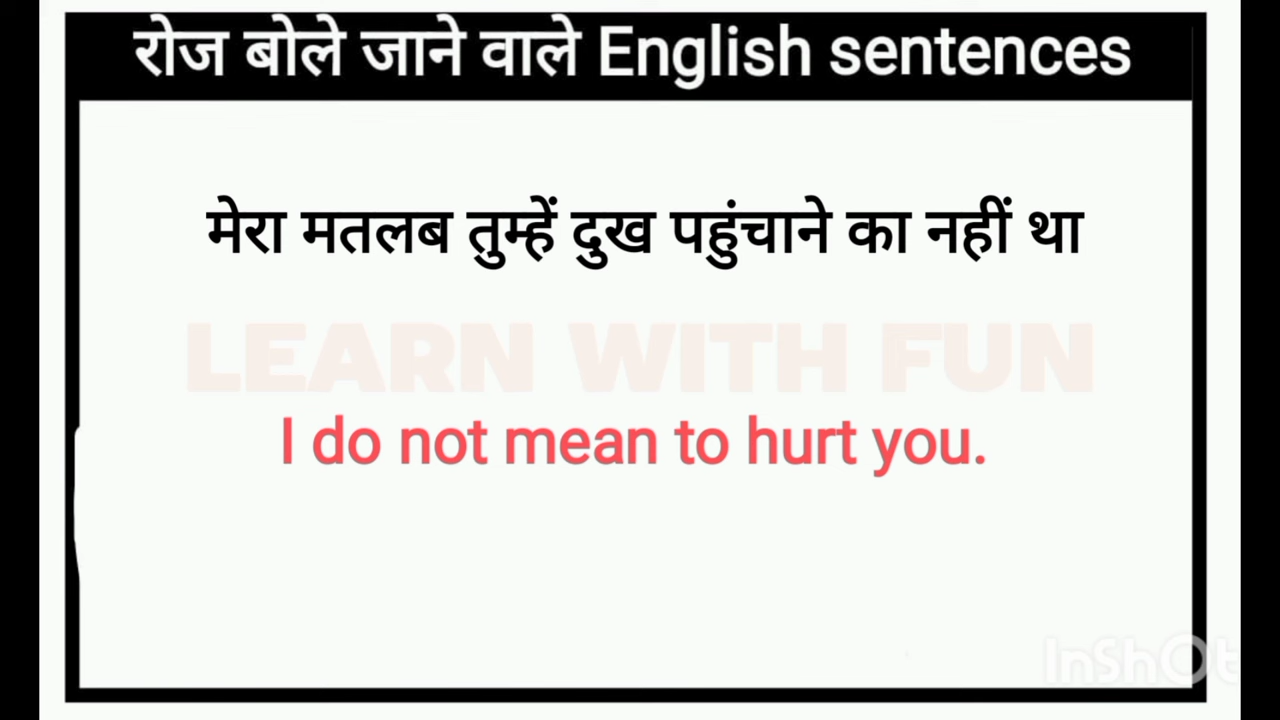 रोज बोले जाने वाले English sentences
मेरा मतलब तुम्हें दुख पहुंचाने का नहीं था
LEARN WITH FUN
I do not mean to hurt you.
InShOt